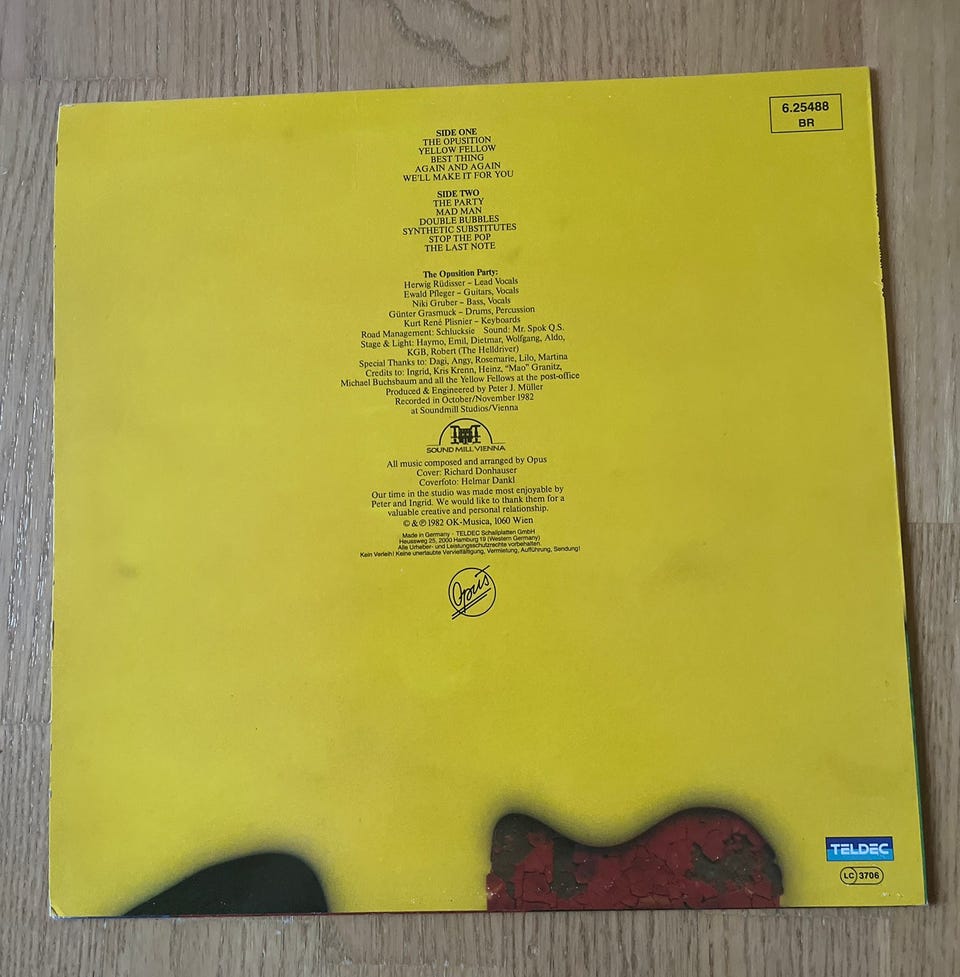 6.25488
BR
SIDE ONE
THE OPUSITION
YELLOW FELLOW
BEST THING
AGAIN AND AGAIN
WE'LL MAKE IT FOR YOU
SIDE TWO
THE PARTY
MAD MAN
DOUBLE BUBBLES
SYNTHETIC SUBSTITUTES
STOP THE POP
THE LAST NOTE
The Opusition Party:
Herwig Rüdisser – Lead Vocals
Ewald Pfleger – Guitars, Vocals
Niki Gruber – Bass, Vocals
Günter Grasmuck – Drums, Percussion
Kurt René Plisnier – Keyboards
Road Management: Schlucksie Sound: Mr. Spok Q.S.
Stage & Light: Haymo, Emil, Dietmar, Wolfgang, Aldo,
KGB, Robert (The Helldriver)
Special Thanks to: Dagi, Angy, Rosemarie, Lilo, Martina
Credits to: Ingrid, Kris Krenn, Heinz, "Mao" Granitz,
Michael Buchsbaum and all the Yellow Fellows at the post-office
Produced & Engineered by Peter J. Müller
Recorded in October/November 1982
at Soundmill Studios/Vienna
SOUND MILL VIENNA
All music composed and arranged by Opus
Cover: Richard Donhauser
Coverfoto: Helmar Dankl
Our time in the studio was made most enjoyable by
Peter and Ingrid. We would like to thank them for a
valuable creative and personal relationship.
© & ℗ 1982 OK-Musica, 1060 Wien
Made in Germany · TELDEC Schallplatten GmbH
Heussweg 25, 2000 Hamburg 19 (Western Germany)
Alle Urheber- und Leistungsschutzrechte vorbehalten.
Kein Verleih! Keine unerlaubte Vervielfältigung, Vermietung, Aufführung, Sendung!
Opus
TELDEC
LC 3706